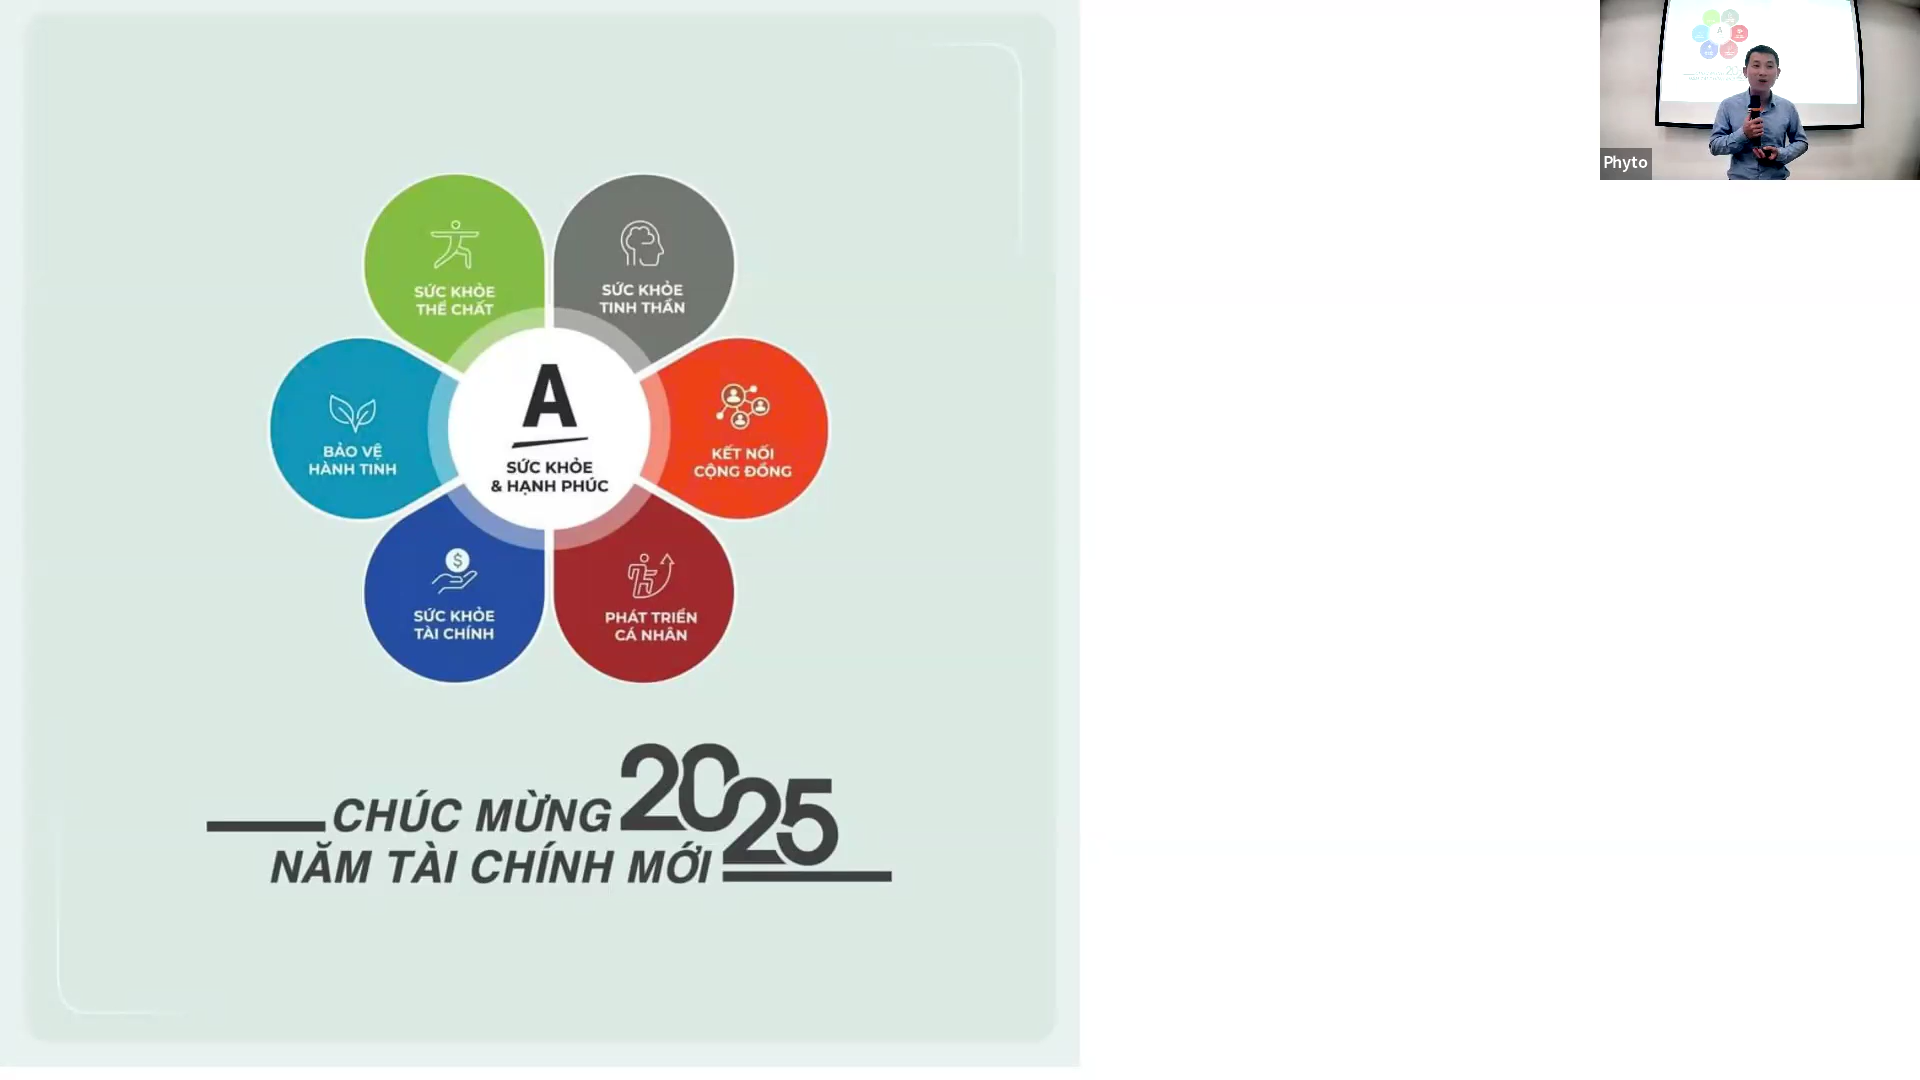 SỨC KHỎE
THỂ CHẤT
SỨC KHỎE
TINH THẦN
BẢO VỆ
HÀNH TINH
A
SỨC KHỎE
& HẠNH PHÚC
KẾT NỐI
CỘNG ĐỒNG
$
SỨC KHỎE
TÀI CHÍNH
PHÁT TRIỂN
CÁ NHÂN
CHÚC MỪNG 2025
NĂM TÀI CHÍNH MỚI
Phyto